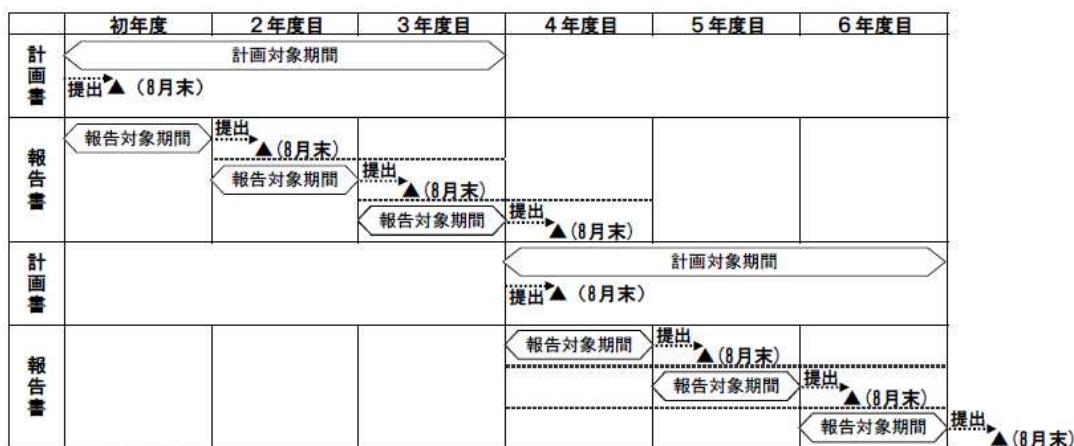 初年度 2年度目 3年度目 4年度目 5年度目 6年度目
計画書
計画対象期間
提出▲（8月末）
報告書
報告対象期間
提出
▲(8月末)
報告対象期間
提出
▲(8月末)
報告対象期間
提出
▲(8月末)
計画書
計画対象期間
提出▲（8月末）
報告書
報告対象期間
提出
▲(8月末)
報告対象期間
提出
▲(8月末)
報告対象期間
提出
▲(8月末)